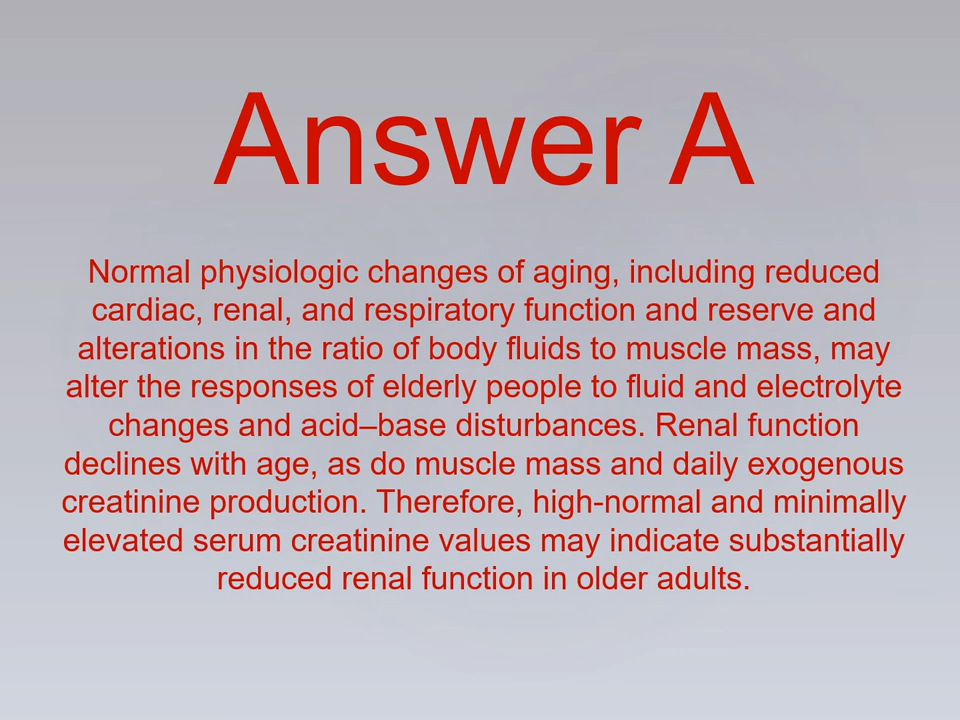 Answer A
Normal physiologic changes of aging, including reduced
cardiac, renal, and respiratory function and reserve and
alterations in the ratio of body fluids to muscle mass, may
alter the responses of elderly people to fluid and electrolyte
changes and acid–base disturbances. Renal function
declines with age, as do muscle mass and daily exogenous
creatinine production. Therefore, high-normal and minimally
elevated serum creatinine values may indicate substantially
reduced renal function in older adults.